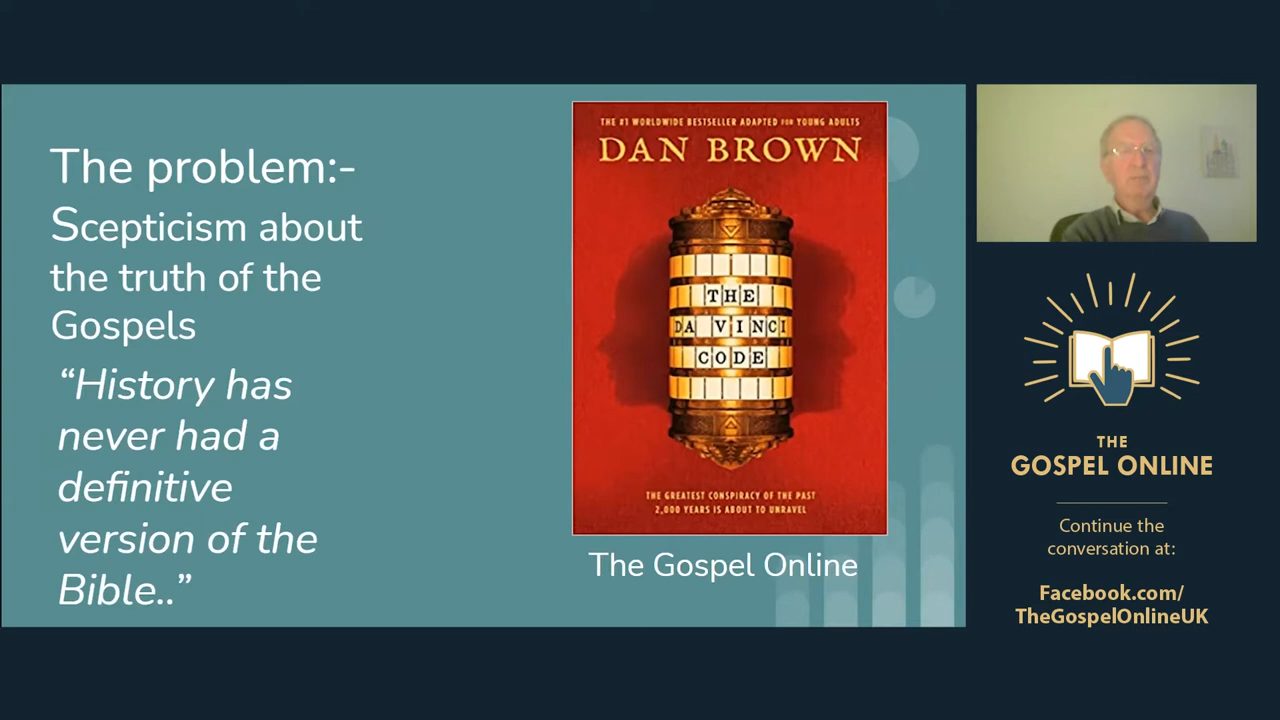 The problem:-
Scepticism about
the truth of the
Gospels
“History has
never had a
definitive
version of the
Bible..”
THE #1 WORLDWIDE BESTSELLER ADAPTED FOR YOUNG ADULTS
DAN BROWN
THE
DA VINCI
CODE
THE GREATEST CONSPIRACY OF THE PAST
2,000 YEARS IS ABOUT TO UNRAVEL
The Gospel Online
THE
GOSPEL ONLINE
Continue the
conversation at:
Facebook.com/
TheGospelOnlineUK